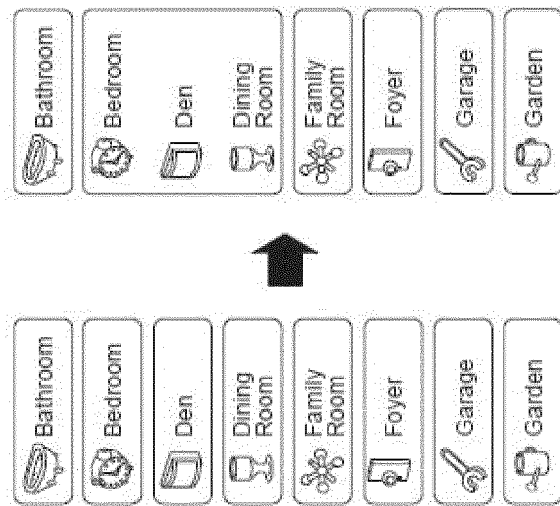 Bathroom
Bedroom
Den
Dining
Room
Family
Room
Foyer
Garage
Garden
Bathroom
Bedroom
Den
Dining
Room
Family
Room
Foyer
Garage
Garden